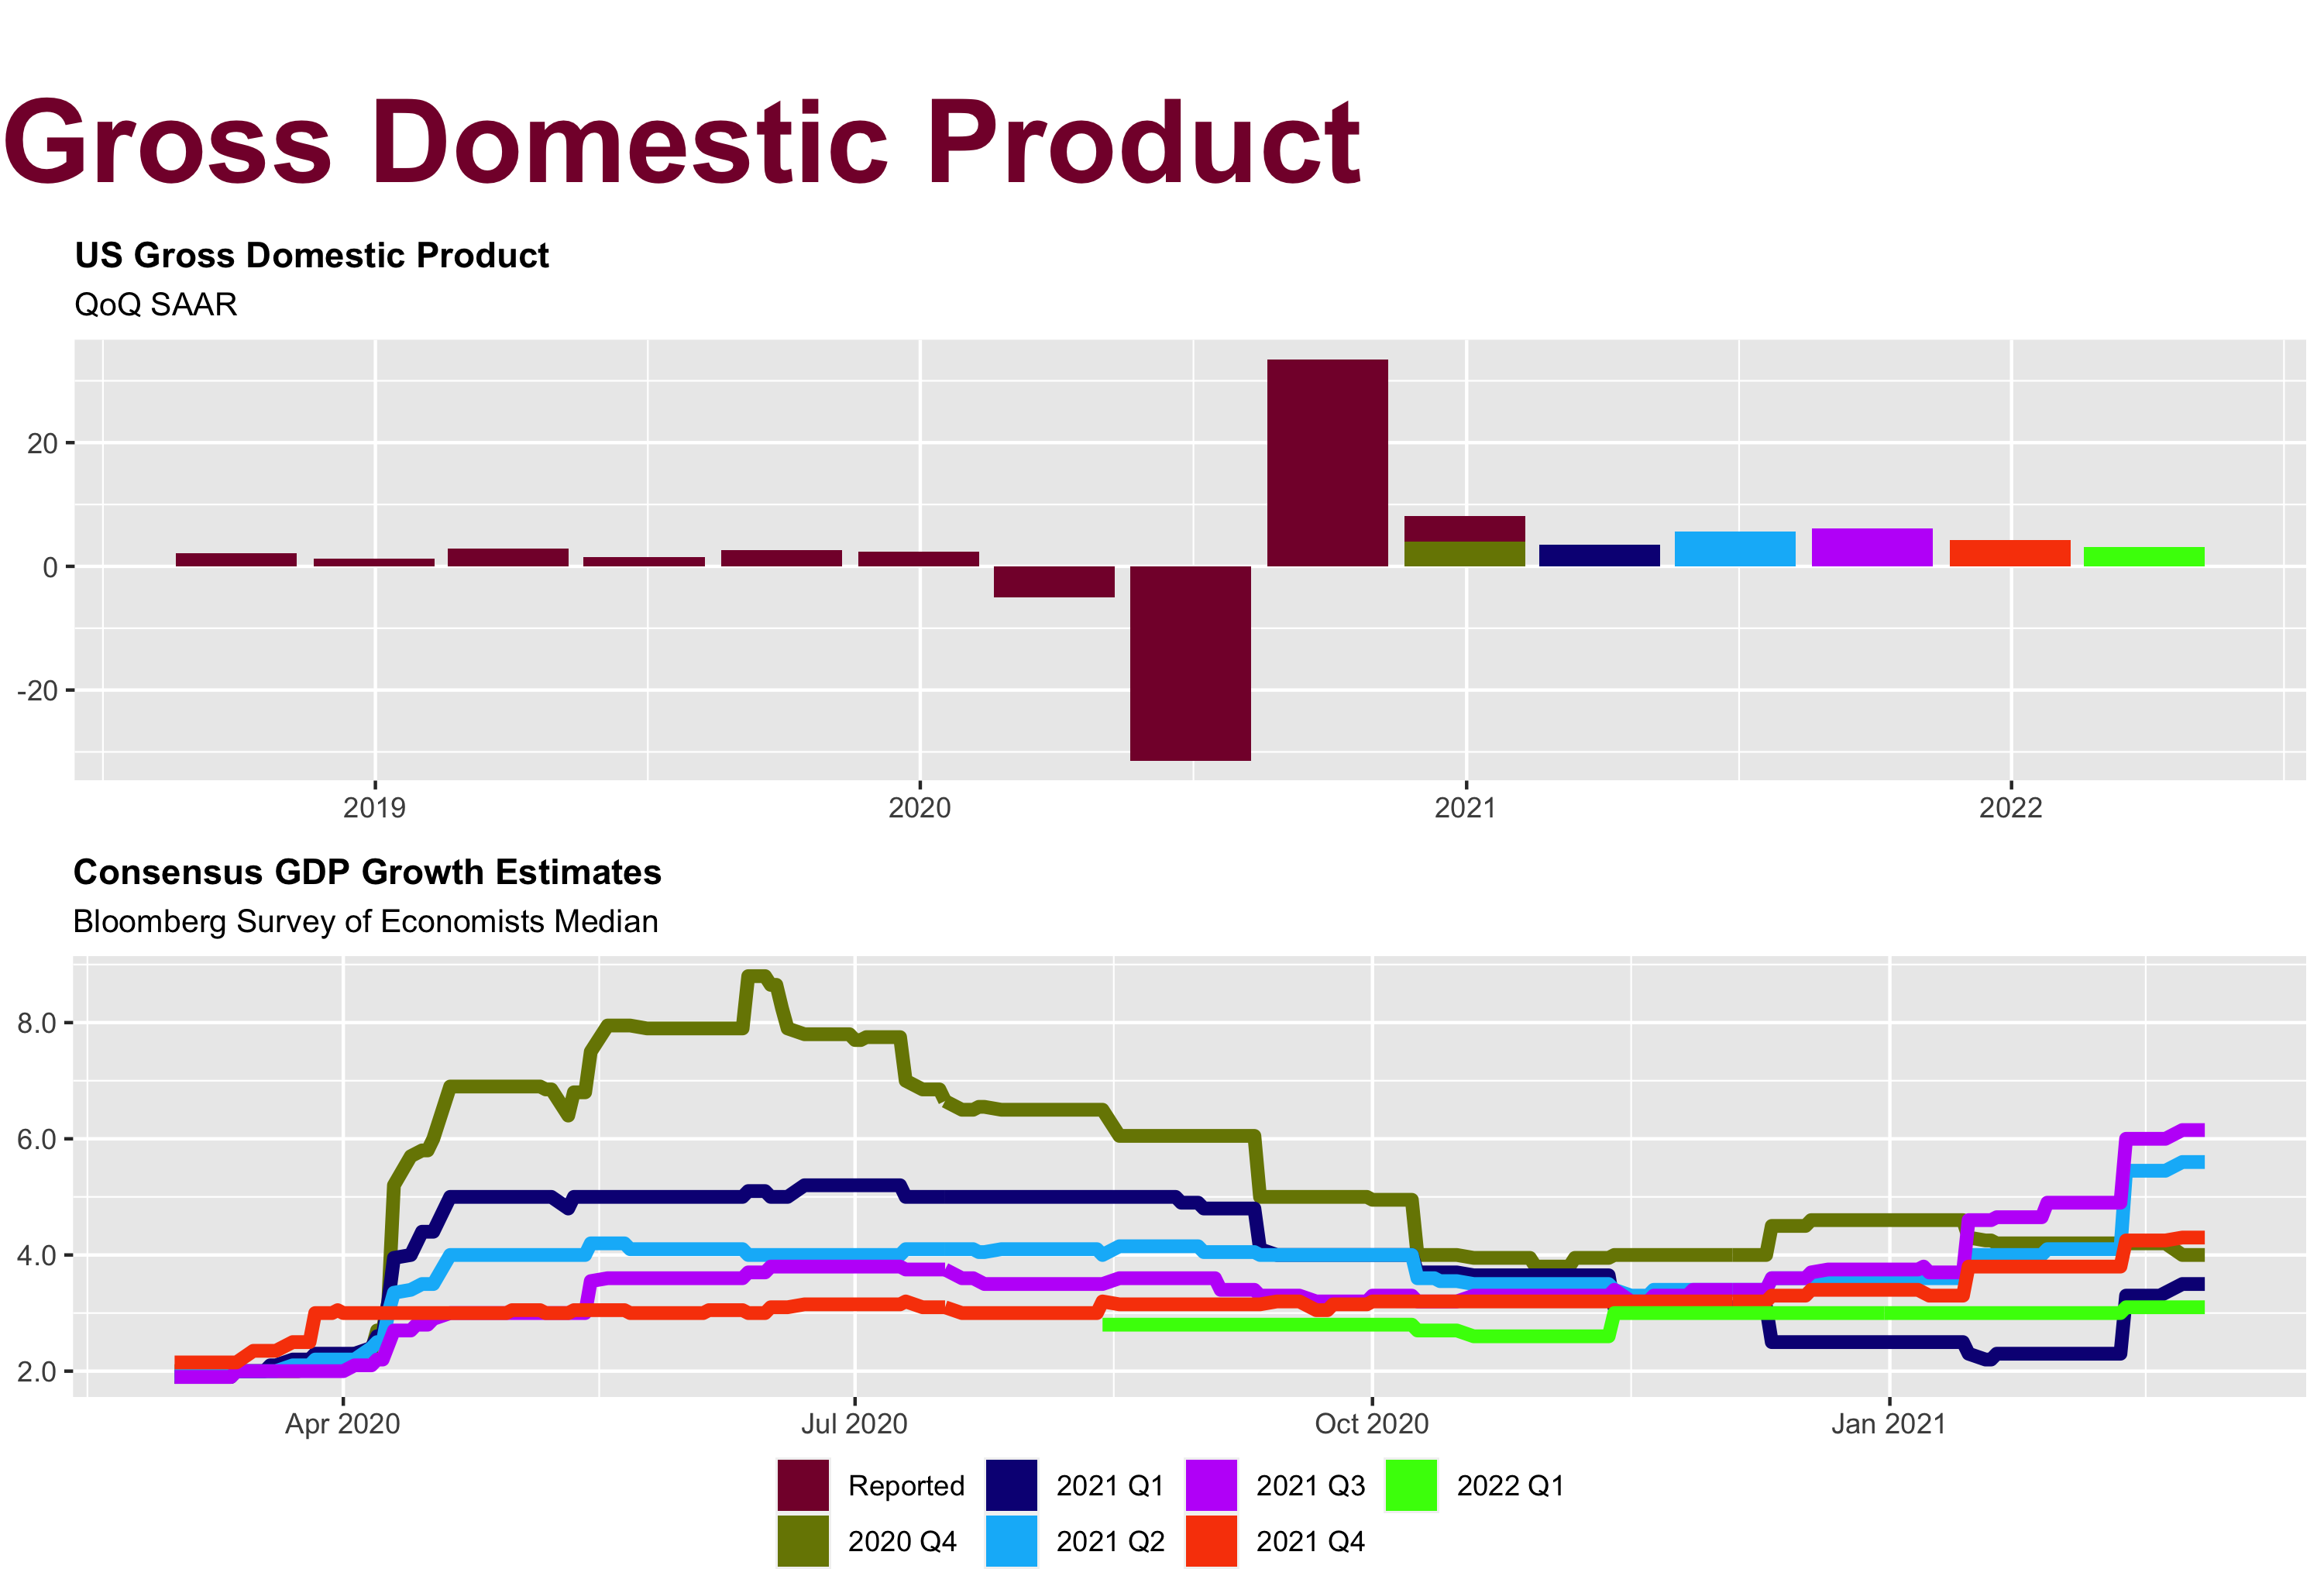 Gross Domestic Product
US Gross Domestic Product
QoQ SAAR
20
0
-20
2019 2020 2021 2022
Consensus GDP Growth Estimates
Bloomberg Survey of Economists Median
8.0
6.0
4.0
2.0
Apr 2020 Jul 2020 Oct 2020 Jan 2021
Reported 2021 Q1 2021 Q3 2022 Q1
2020 Q4 2021 Q2 2021 Q4